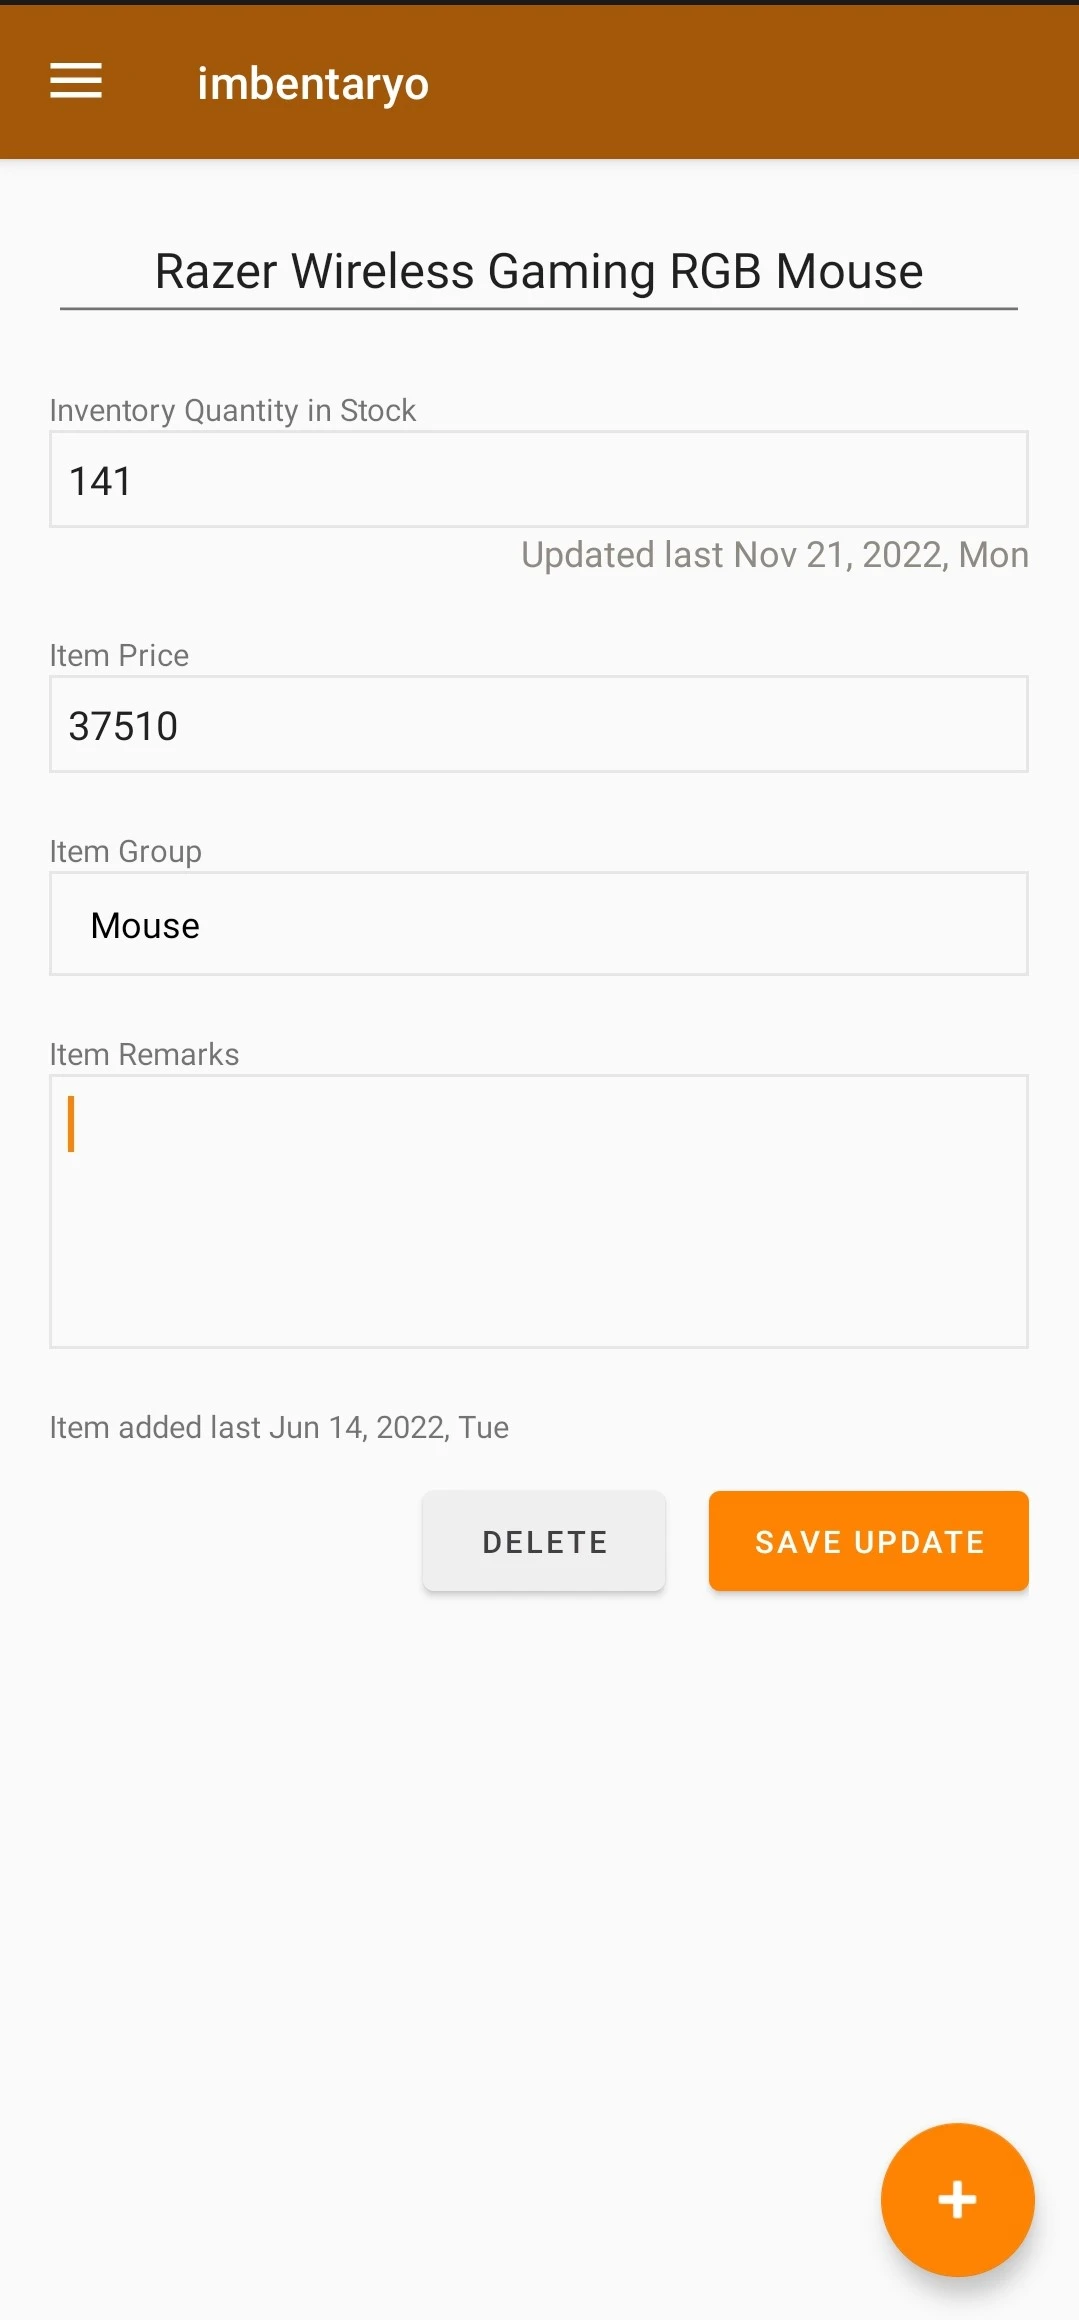 imbentaryo
Razer Wireless Gaming RGB Mouse
Inventory Quantity in Stock
141
Updated last Nov 21, 2022, Mon
Item Price
37510
Item Group
Mouse
Item Remarks
Item added last Jun 14, 2022, Tue
DELETE
SAVE UPDATE